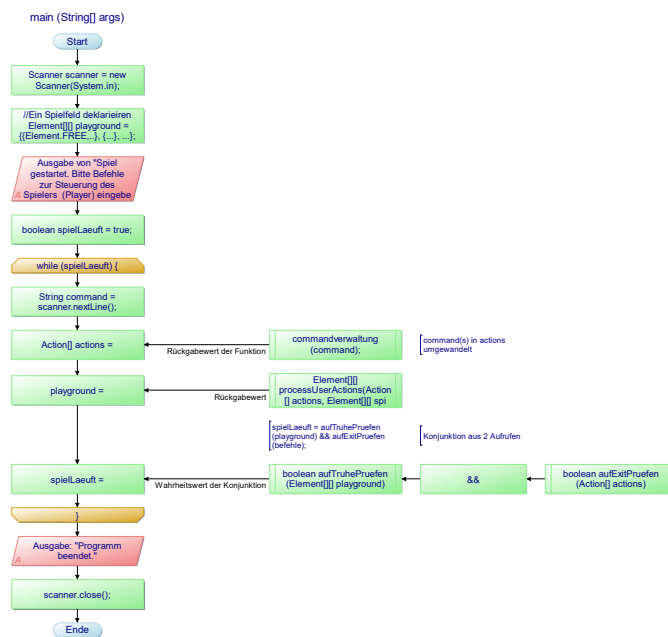 main (String[] args)
Start
Scanner scanner = new
Scanner(System.in);
//Ein Spielfeld deklarieiren
Element[][] playground =
{{Element.FREE,..}, {...}, ...};
Ausgabe von "Spiel
gestartet. Bitte Befehle
zur Steuerung des
Spielers (Player) eingebe
A
boolean spielLaeuft = true;
while (spielLaeuft) {
String command =
scanner.nextLine();
Action[] actions =
Rückgabewert der Funktion
commandverwaltung
(command);
command(s) in actions
umgewandelt
playground =
Rückgabewert
Element[][]
processUserActions(Action
[] actions, Element[][] spi
spielLaeuft = aufTruhePruefen
(playground) && aufExitPruefen
(befehle);
Konjunktion aus 2 Aufrufen
spielLaeuft =
Wahrheitswert der Konjunktion
boolean aufTruhePruefen
(Element[][] playground)
&&
boolean aufExitPruefen
(Action[] actions)
}
Ausgabe: "Programm
beendet."
A
scanner.close();
Ende